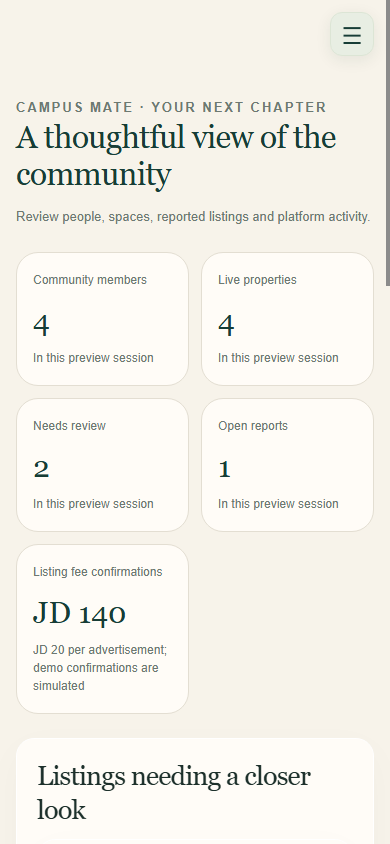 CAMPUS MATE · YOUR NEXT CHAPTER
A thoughtful view of the
community
Review people, spaces, reported listings and platform activity.
Community members
4
In this preview session
Live properties
4
In this preview session
Needs review
2
In this preview session
Open reports
1
In this preview session
Listing fee confirmations
JD 140
JD 20 per advertisement;
demo confirmations are
simulated
Listings needing a closer
look